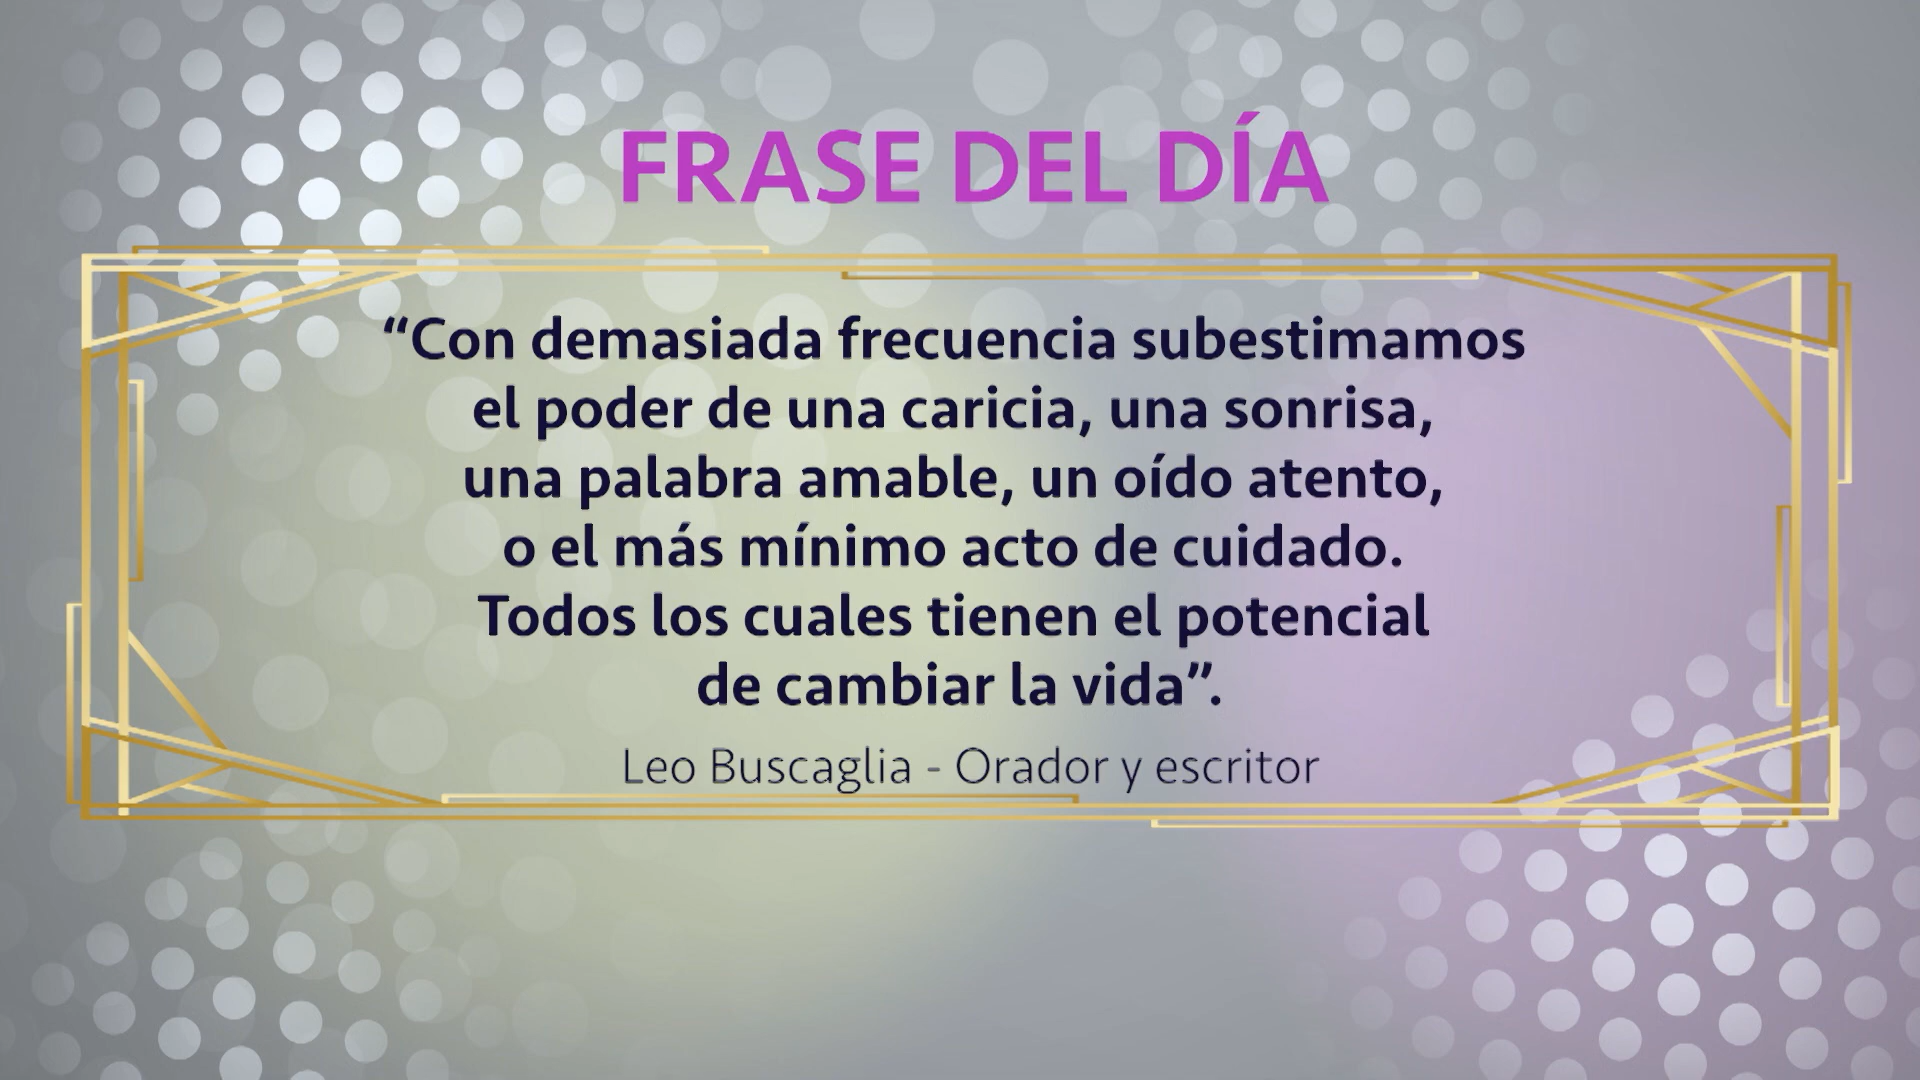 FRASE DEL DÍA
“Con demasiada frecuencia subestimamos
el poder de una caricia, una sonrisa,
una palabra amable, un oído atento,
o el más mínimo acto de cuidado.
Todos los cuales tienen el potencial
de cambiar la vida”.
Leo Buscaglia - Orador y escritor